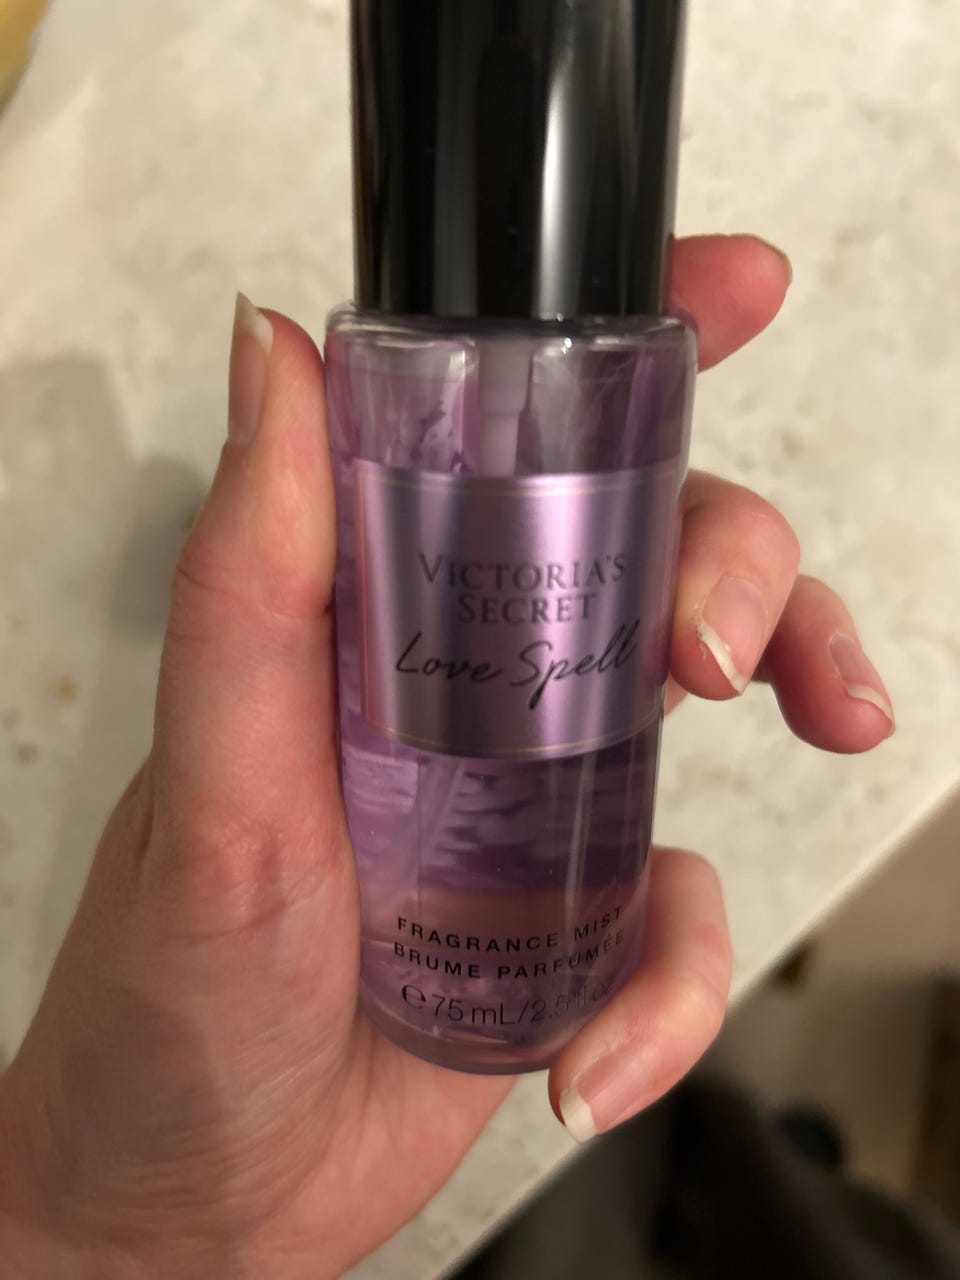 VICTORIA'S
SECRET
Love Spell
FRAGRANCE MIST
BRUME PARFUMÉE
℮75 mL/2.5 fl oz